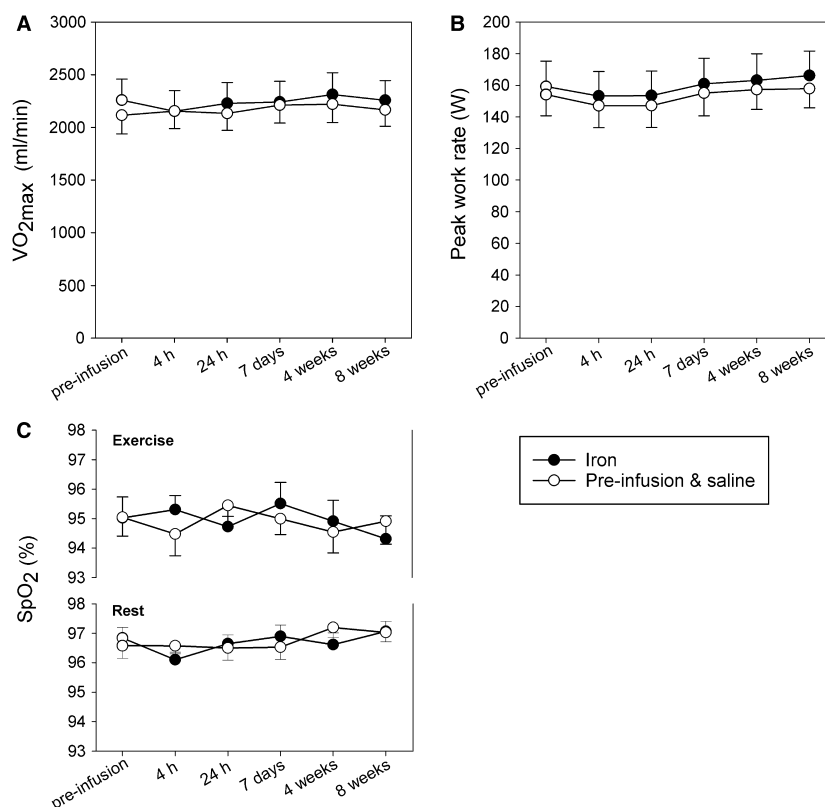 A
3000
2500
2000
1500
1000
500
0
VO2max (ml/min)
pre-infusion
4 h
24 h
7 days
4 weeks
8 weeks
B
200
180
160
140
120
100
80
60
40
20
0
Peak work rate (W)
pre-infusion
4 h
24 h
7 days
4 weeks
8 weeks
C
SpO2 (%)
Exercise
98
97
96
95
94
93
Rest
98
97
96
95
94
93
pre-infusion
4 h
24 h
7 days
4 weeks
8 weeks
Iron
Pre-infusion & saline